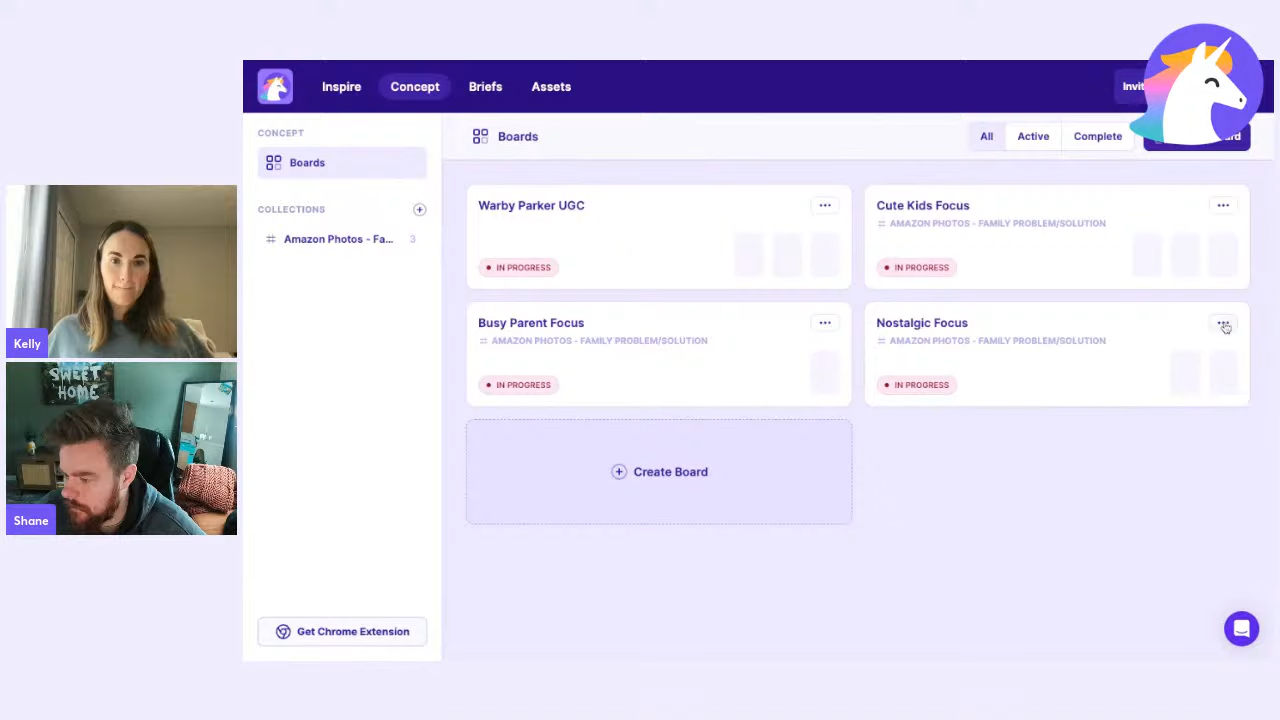 Inspire
Concept
Briefs
Assets
CONCEPT
Boards
COLLECTIONS
Amazon Photos - Fa...
3
Get Chrome Extension
Boards
All
Active
Complete
Warby Parker UGC
IN PROGRESS
Cute Kids Focus
# AMAZON PHOTOS - FAMILY PROBLEM/SOLUTION
IN PROGRESS
Busy Parent Focus
# AMAZON PHOTOS - FAMILY PROBLEM/SOLUTION
IN PROGRESS
Nostalgic Focus
# AMAZON PHOTOS - FAMILY PROBLEM/SOLUTION
IN PROGRESS
Create Board
Kelly
SWEET
HOME
Shane